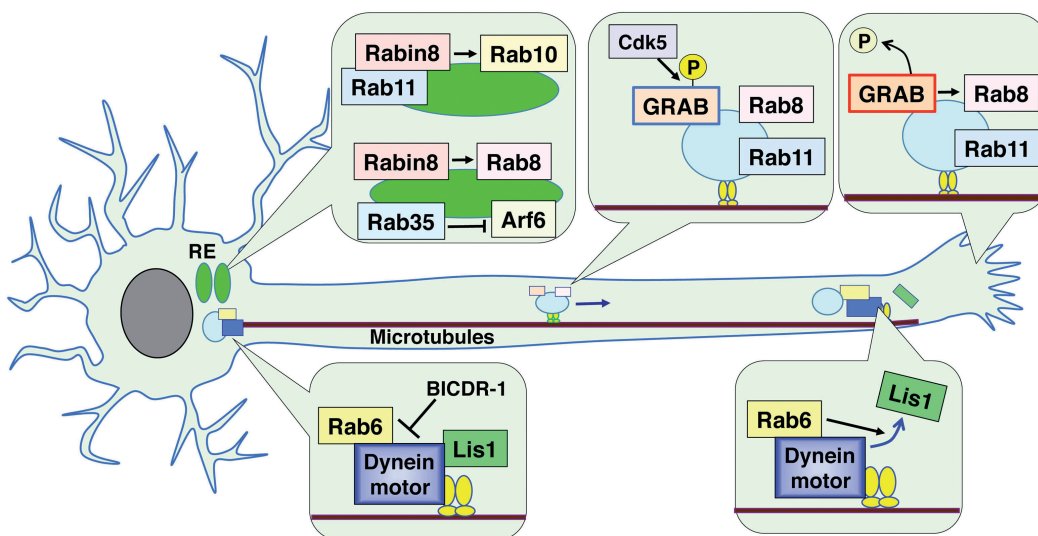 Rabin8
Rab10
Rab11
Rabin8
Rab8
Rab35
Arf6
Cdk5
P
GRAB
Rab8
Rab11
P
GRAB
Rab8
Rab11
RE
Microtubules
BICDR-1
Rab6
Lis1
Dynein
motor
Lis1
Rab6
Dynein
motor